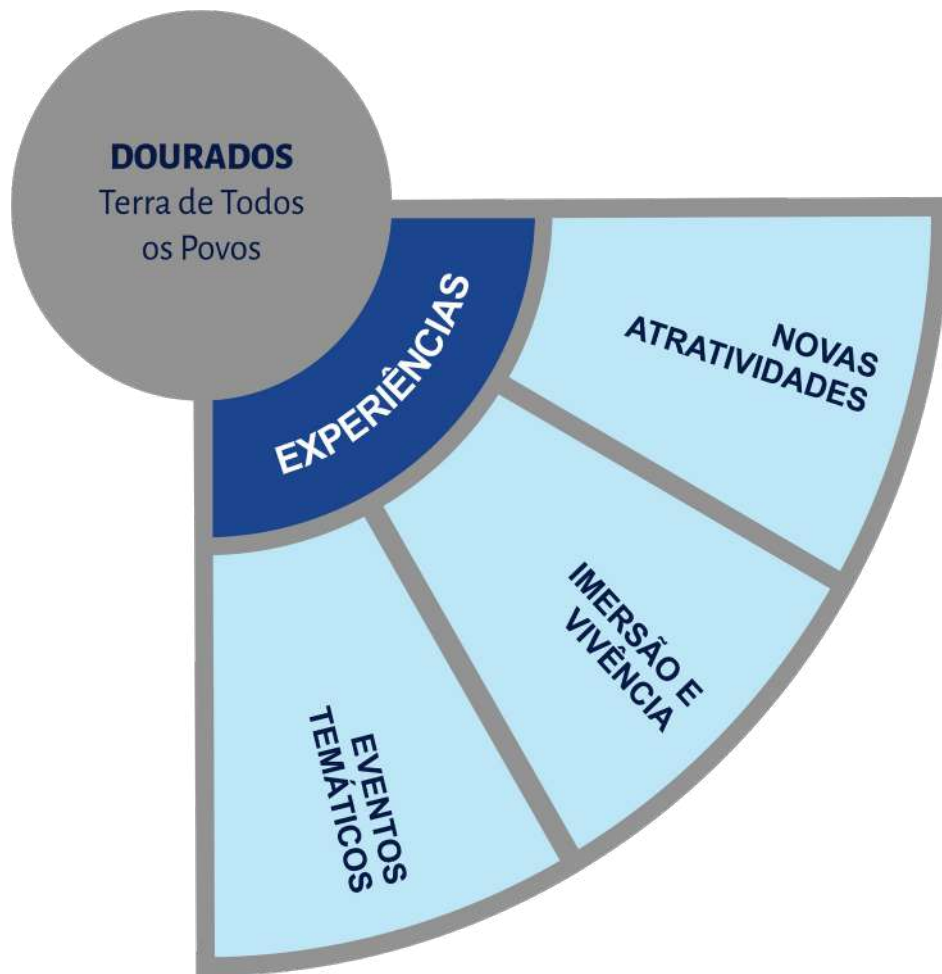 DOURADOS
Terra de Todos
os Povos
EXPERIÊNCIAS
NOVAS
ATRATIVIDADES
IMERSÃO E
VIVÊNCIA
EVENTOS
TEMÁTICOS